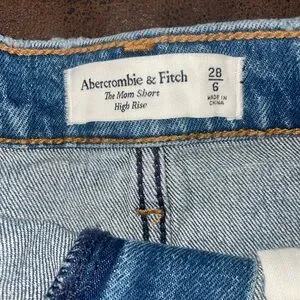 Abercrombie & Fitch
The Mom Short
High Rise
28
6
MADE IN
CHINA